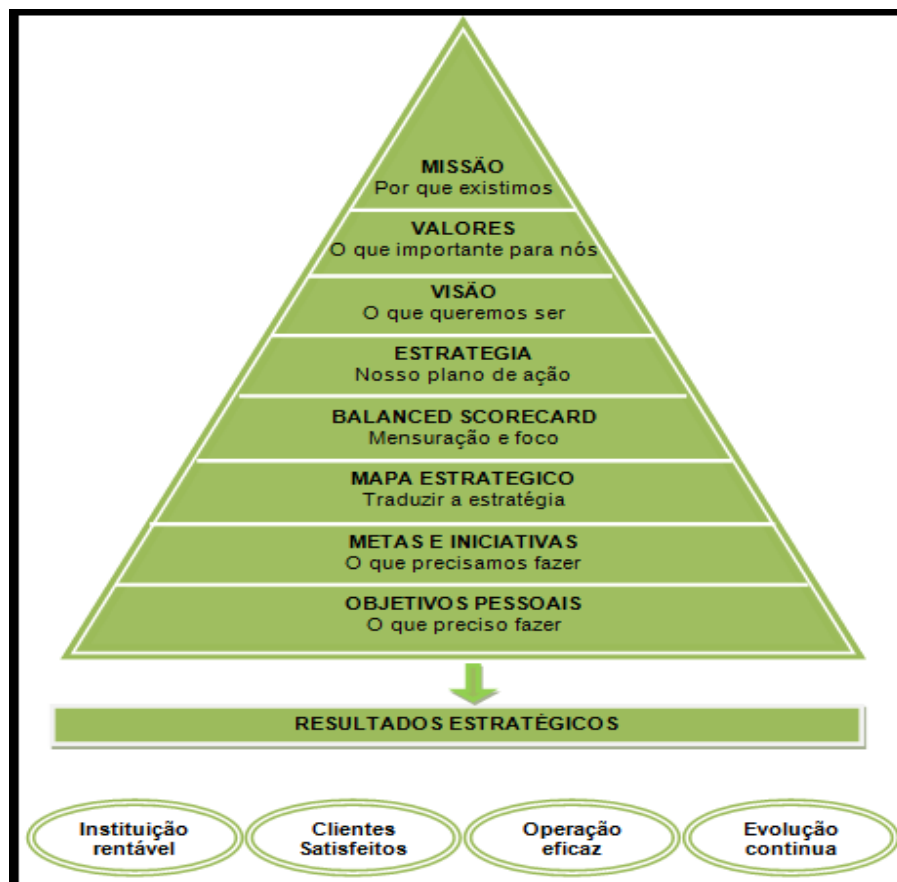 MISSÃO
Por que existimos
VALORES
O que importante para nós
VISÃO
O que queremos ser
ESTRATEGIA
Nosso plano de ação
BALANCED SCORECARD
Mensuração e foco
MAPA ESTRATEGICO
Traduzir a estratégia
METAS E INICIATIVAS
O que precisamos fazer
OBJETIVOS PESSOAIS
O que preciso fazer
RESULTADOS ESTRATÉGICOS
Instituição
rentável
Clientes
Satisfeitos
Operação
eficaz
Evolução
continua